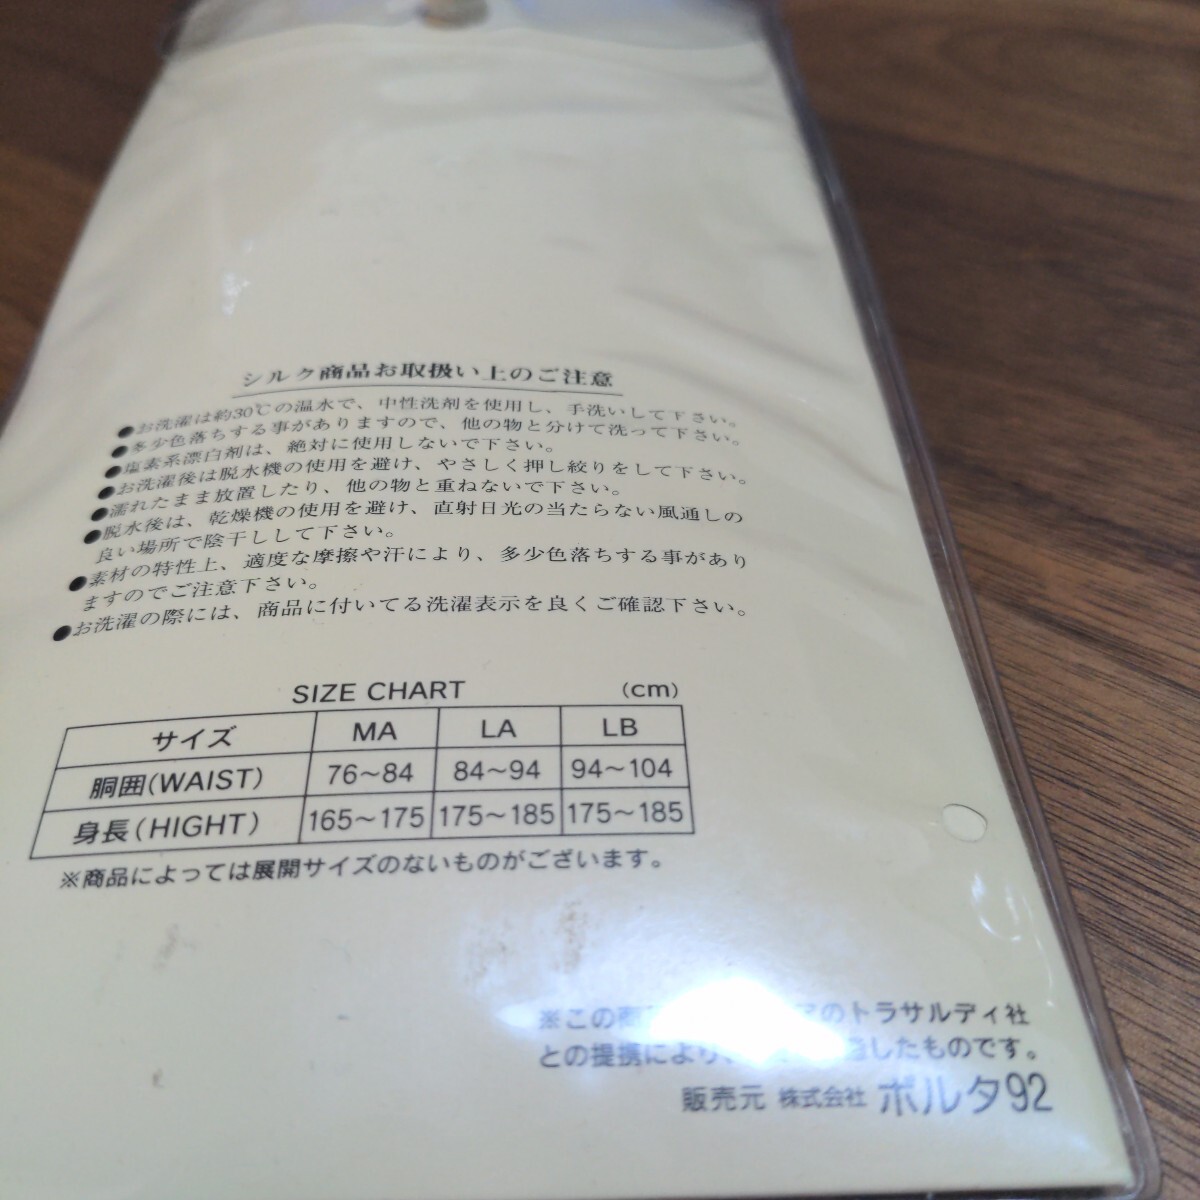 シルク商品お取扱い上のご注意
●お洗濯は約30℃の温水で、中性洗剤を使用し、手洗いして下さい。
●多少色落ちする事がありますので、他の物と分けて洗って下さい。
●塩素系漂白剤は、絶対に使用しないで下さい。
●お洗濯後は脱水機の使用を避け、やさしく押し絞りをして下さい。
●濡れたまま放置したり、他の物と重ねないで下さい。
●脱水後は、乾燥機の使用を避け、直射日光の当たらない風通しの
良い場所で陰干しして下さい。
●素材の特性上、適度な摩擦や汗により、多少色落ちする事があり
ますのでご注意下さい。
●お洗濯の際には、商品に付いてる洗濯表示を良くご確認下さい。
SIZE CHART (cm)
サイズ MA LA LB
胴囲(WAIST) 76～84 84～94 94～104
身長(HIGHT) 165～175 175～185 175～185
※商品によっては展開サイズのないものがございます。
※この のトラサルディ社
との提携により、 したものです。
販売元 株式会社 ポルタ92